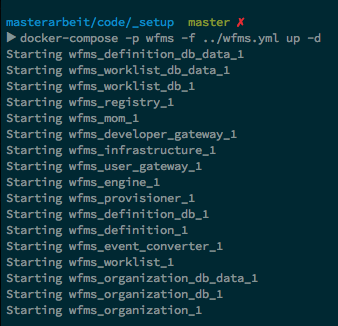 masterarbeit/code/_setup master ✗
▶ docker-compose -p wfms -f ../wfms.yml up -d
Starting wfms_definition_db_data_1
Starting wfms_worklist_db_data_1
Starting wfms_worklist_db_1
Starting wfms_registry_1
Starting wfms_mom_1
Starting wfms_developer_gateway_1
Starting wfms_infrastructure_1
Starting wfms_user_gateway_1
Starting wfms_engine_1
Starting wfms_provisioner_1
Starting wfms_definition_db_1
Starting wfms_definition_1
Starting wfms_event_converter_1
Starting wfms_worklist_1
Starting wfms_organization_db_data_1
Starting wfms_organization_db_1
Starting wfms_organization_1